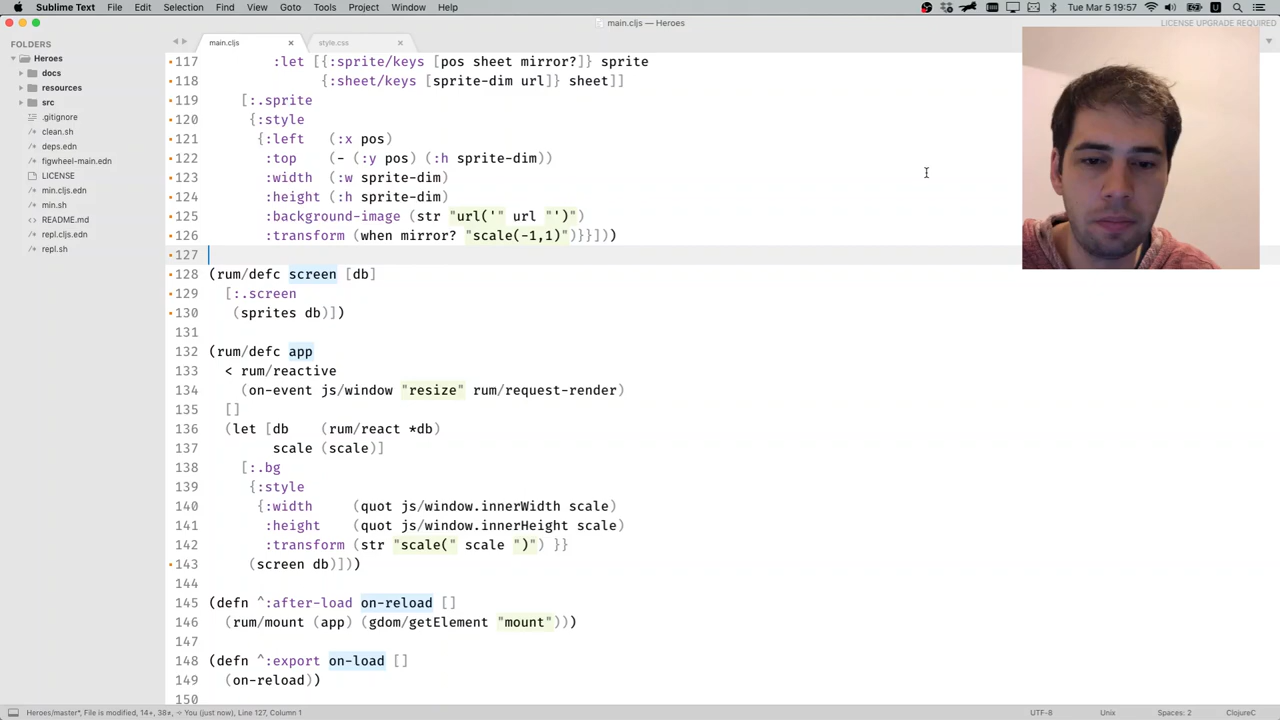 Sublime Text File Edit Selection Find View Goto Tools Project Window Help
Tue Mar 5 19:57
main.cljs — Heroes
LICENSE UPGRADE REQUIRED
FOLDERS
Heroes
docs
resources
src
.gitignore
clean.sh
deps.edn
figwheel-main.edn
LICENSE
min.cljs.edn
min.sh
README.md
repl.cljs.edn
repl.sh
main.cljs
style.css
117 :let [{:sprite/keys [pos sheet mirror?]} sprite
118 {:sheet/keys [sprite-dim url]} sheet]]
119 [:.sprite
120 {:style
121 {:left (:x pos)
122 :top (- (:y pos) (:h sprite-dim))
123 :width (:w sprite-dim)
124 :height (:h sprite-dim)
125 :background-image (str "url('" url "')")
126 :transform (when mirror? "scale(-1,1)")}}]))
127
128 (rum/defc screen [db]
129 [:.screen
130 (sprites db)])
131
132 (rum/defc app
133 < rum/reactive
134 (on-event js/window "resize" rum/request-render)
135 []
136 (let [db (rum/react *db)
137 scale (scale)]
138 [:.bg
139 {:style
140 {:width (quot js/window.innerWidth scale)
141 :height (quot js/window.innerHeight scale)
142 :transform (str "scale(" scale ")") }}
143 (screen db)]))
144
145 (defn ^:after-load on-reload []
146 (rum/mount (app) (gdom/getElement "mount")))
147
148 (defn ^:export on-load []
149 (on-reload))
150
Heroes/master*, File is modified, 14+, 38≠, → You (just now), Line 127, Column 1
UTF-8
Unix
Spaces: 2
ClojureC